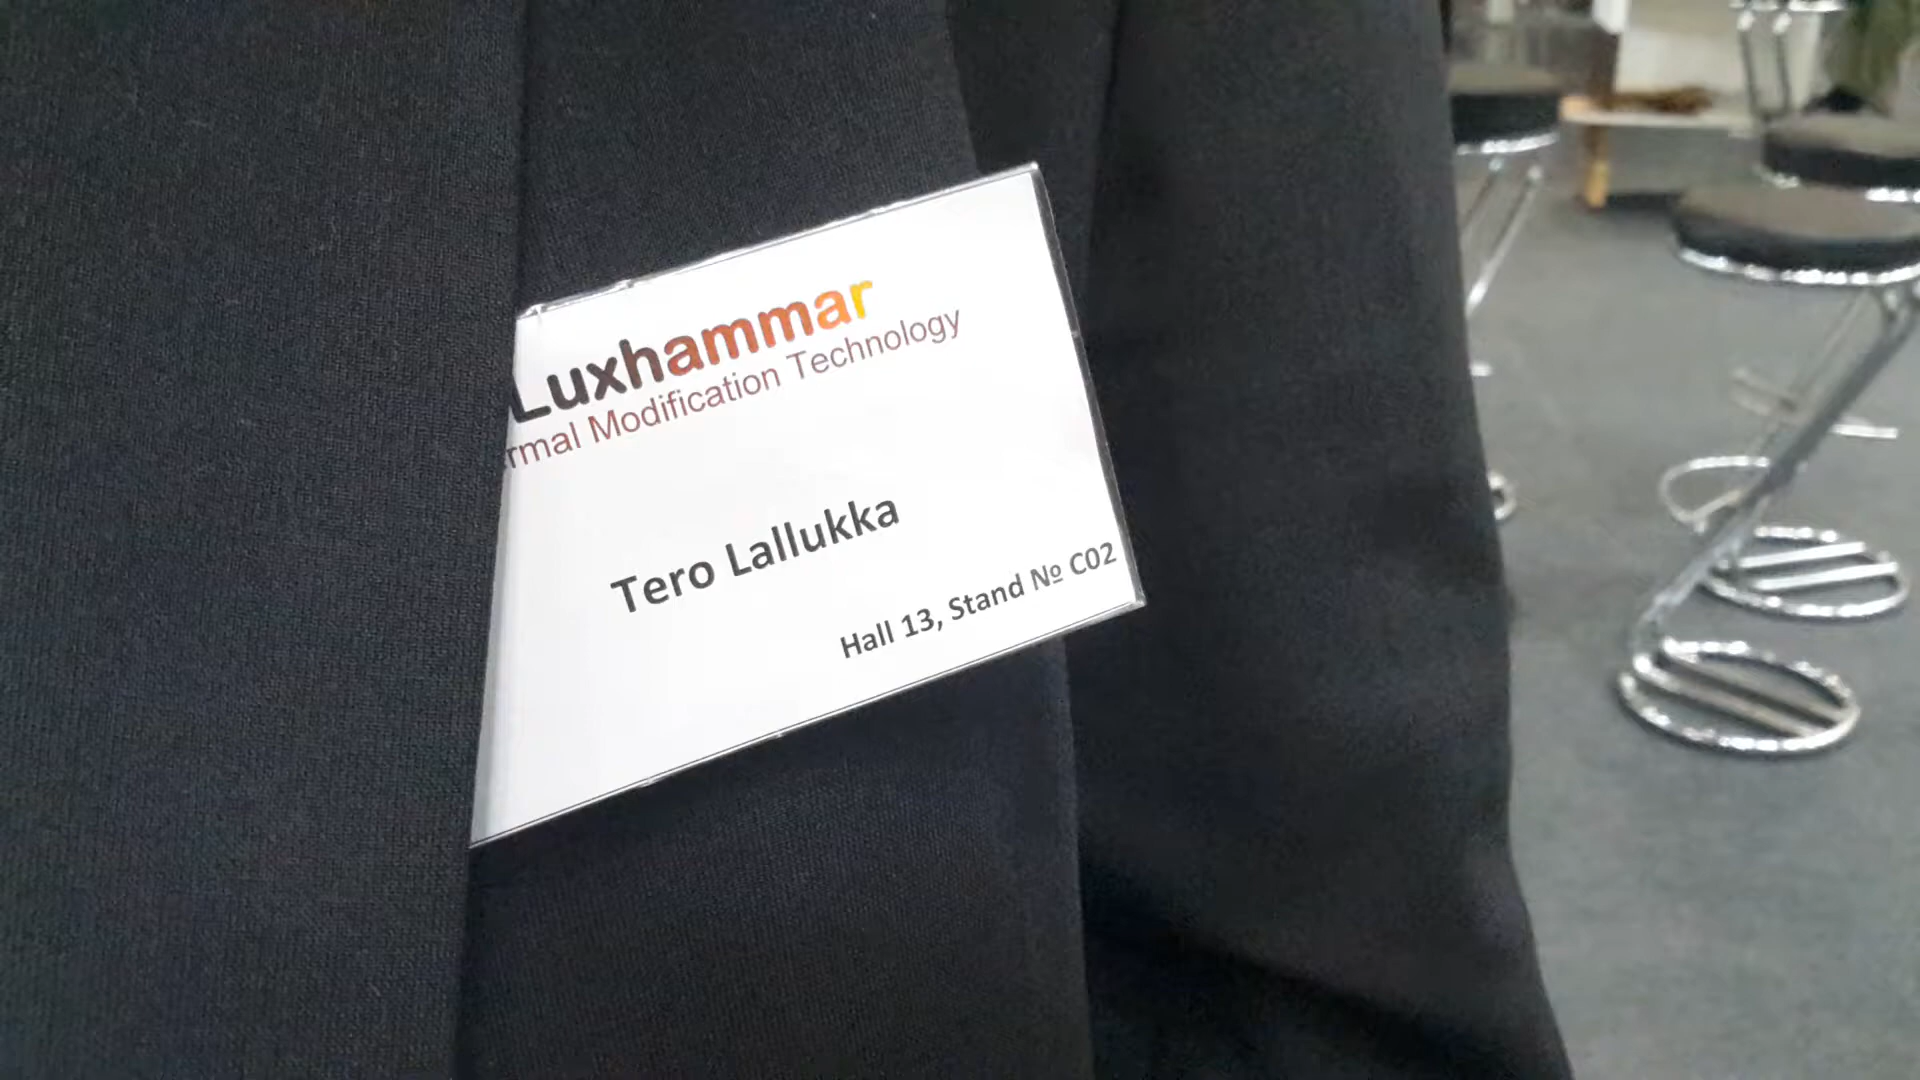 Luxhammar
rmal Modification Technology
Tero Lallukka
Hall 13, Stand № C02